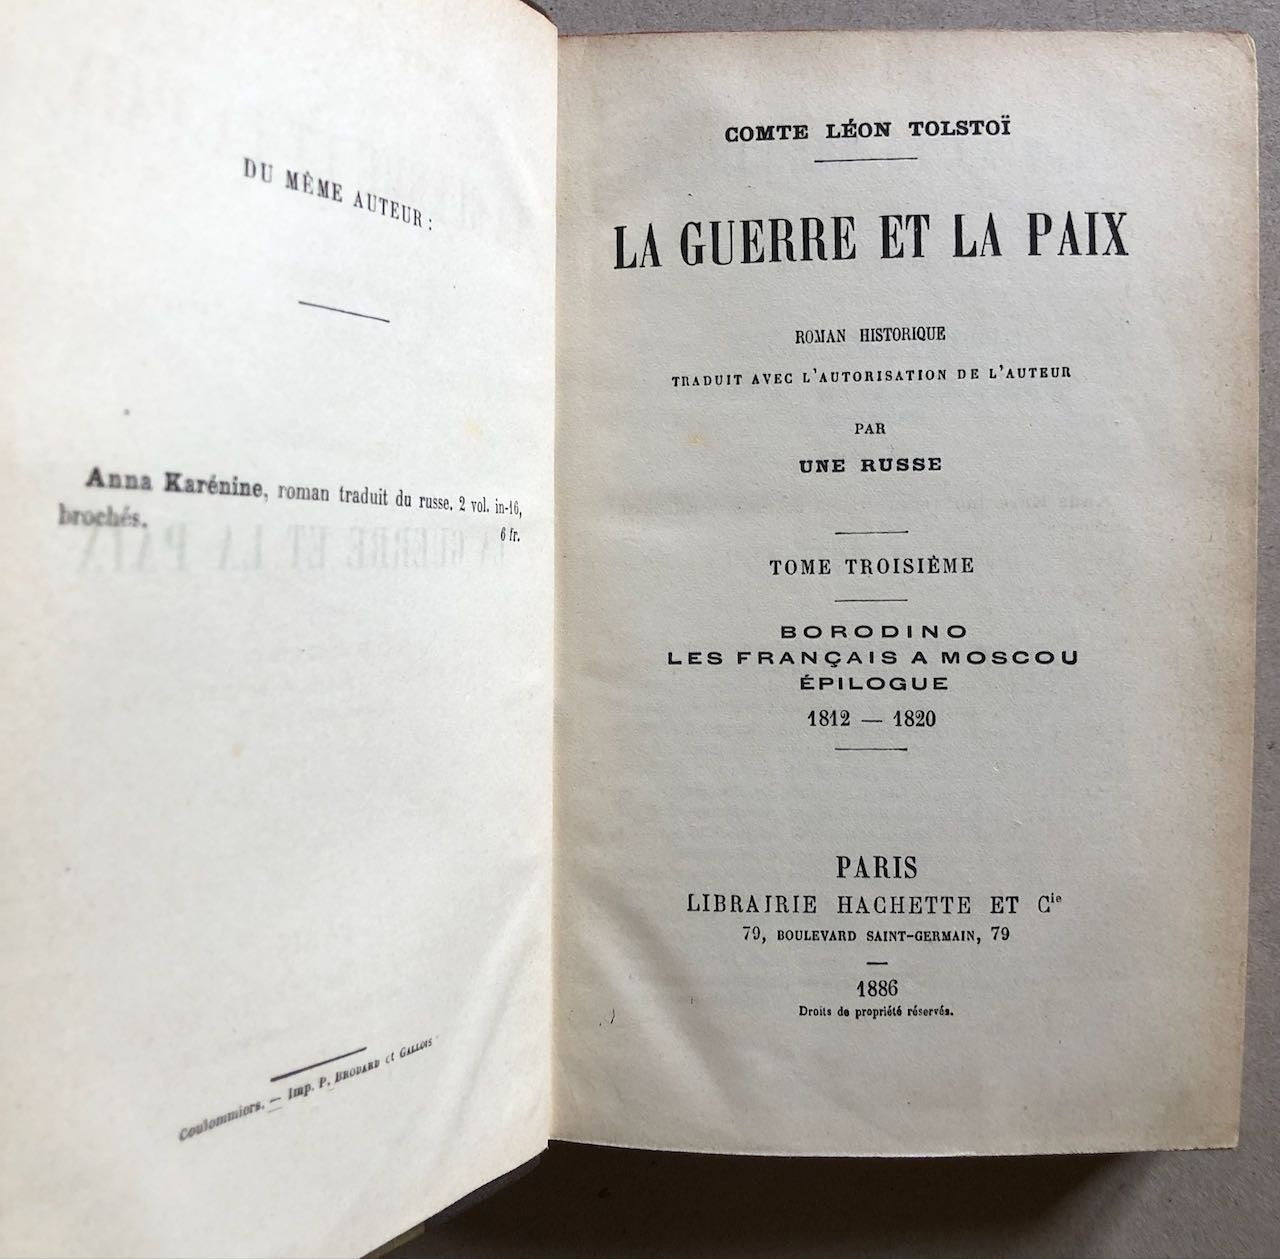 DU MÊME AUTEUR :
Anna Karénine, roman traduit du russe. 2 vol. in-16,
brochés. 6 fr.
Coulommiers. — Imp. P. BRODARD et GALLOIS
COMTE LÉON TOLSTOÏ
LA GUERRE ET LA PAIX
ROMAN HISTORIQUE
TRADUIT AVEC L'AUTORISATION DE L'AUTEUR
PAR
UNE RUSSE
TOME TROISIÈME
BORODINO
LES FRANÇAIS A MOSCOU
ÉPILOGUE
1812 — 1820
PARIS
LIBRAIRIE HACHETTE ET Cie
79, BOULEVARD SAINT-GERMAIN, 79
1886
Droits de propriété réservés.